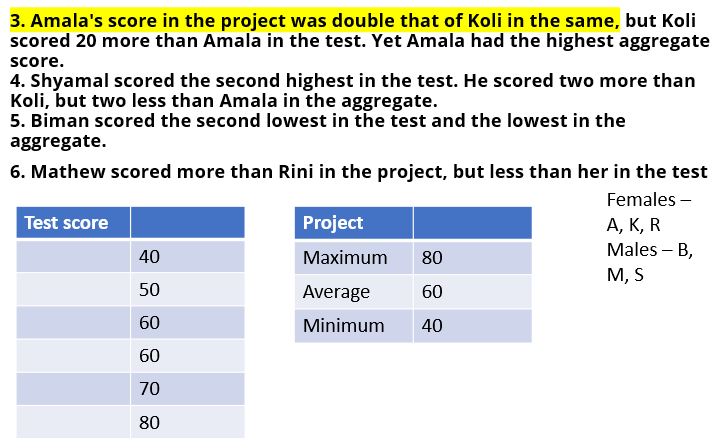 3. Amala's score in the project was double that of Koli in the same, but Koli
scored 20 more than Amala in the test. Yet Amala had the highest aggregate
score.
4. Shyamal scored the second highest in the test. He scored two more than
Koli, but two less than Amala in the aggregate.
5. Biman scored the second lowest in the test and the lowest in the
aggregate.
6. Mathew scored more than Rini in the project, but less than her in the test
Females –
A, K, R
Males – B,
M, S
Test score
40
50
60
60
70
80
Project
Maximum 80
Average 60
Minimum 40